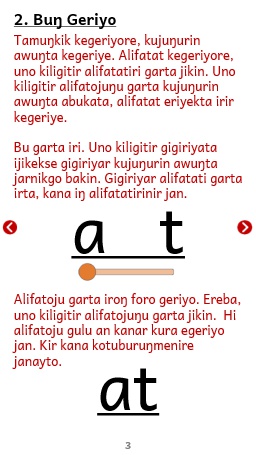 2. Buŋ Geriyo
Tamuŋkik kegeriyore, kujuŋurin
awuŋta kegeriye. Alifatat kegeriyore,
uno kiligitir alifatatiri garta jikin. Uno
kiligitir alifatojuŋu garta kujuŋurin
awuŋta abukata, alifatat eriyekta irir
kegeriye.
Bu garta iri. Uno kiligitir gigiriyata
ijikekse gigiriyar kujuŋurin awuŋta
jarnikgo bakin. Gigiriyar alifatati garta
irta, kana iŋ alifatatirinir jan.
a t
Alifatoju garta iroŋ foro geriyo. Ereba,
uno kiligitir alifatojuŋu garta jikin. Hi
alifatoju gulu an kanar kura egeriyo
jan. Kir kana kotuburuŋmenire
janayto.
at
3